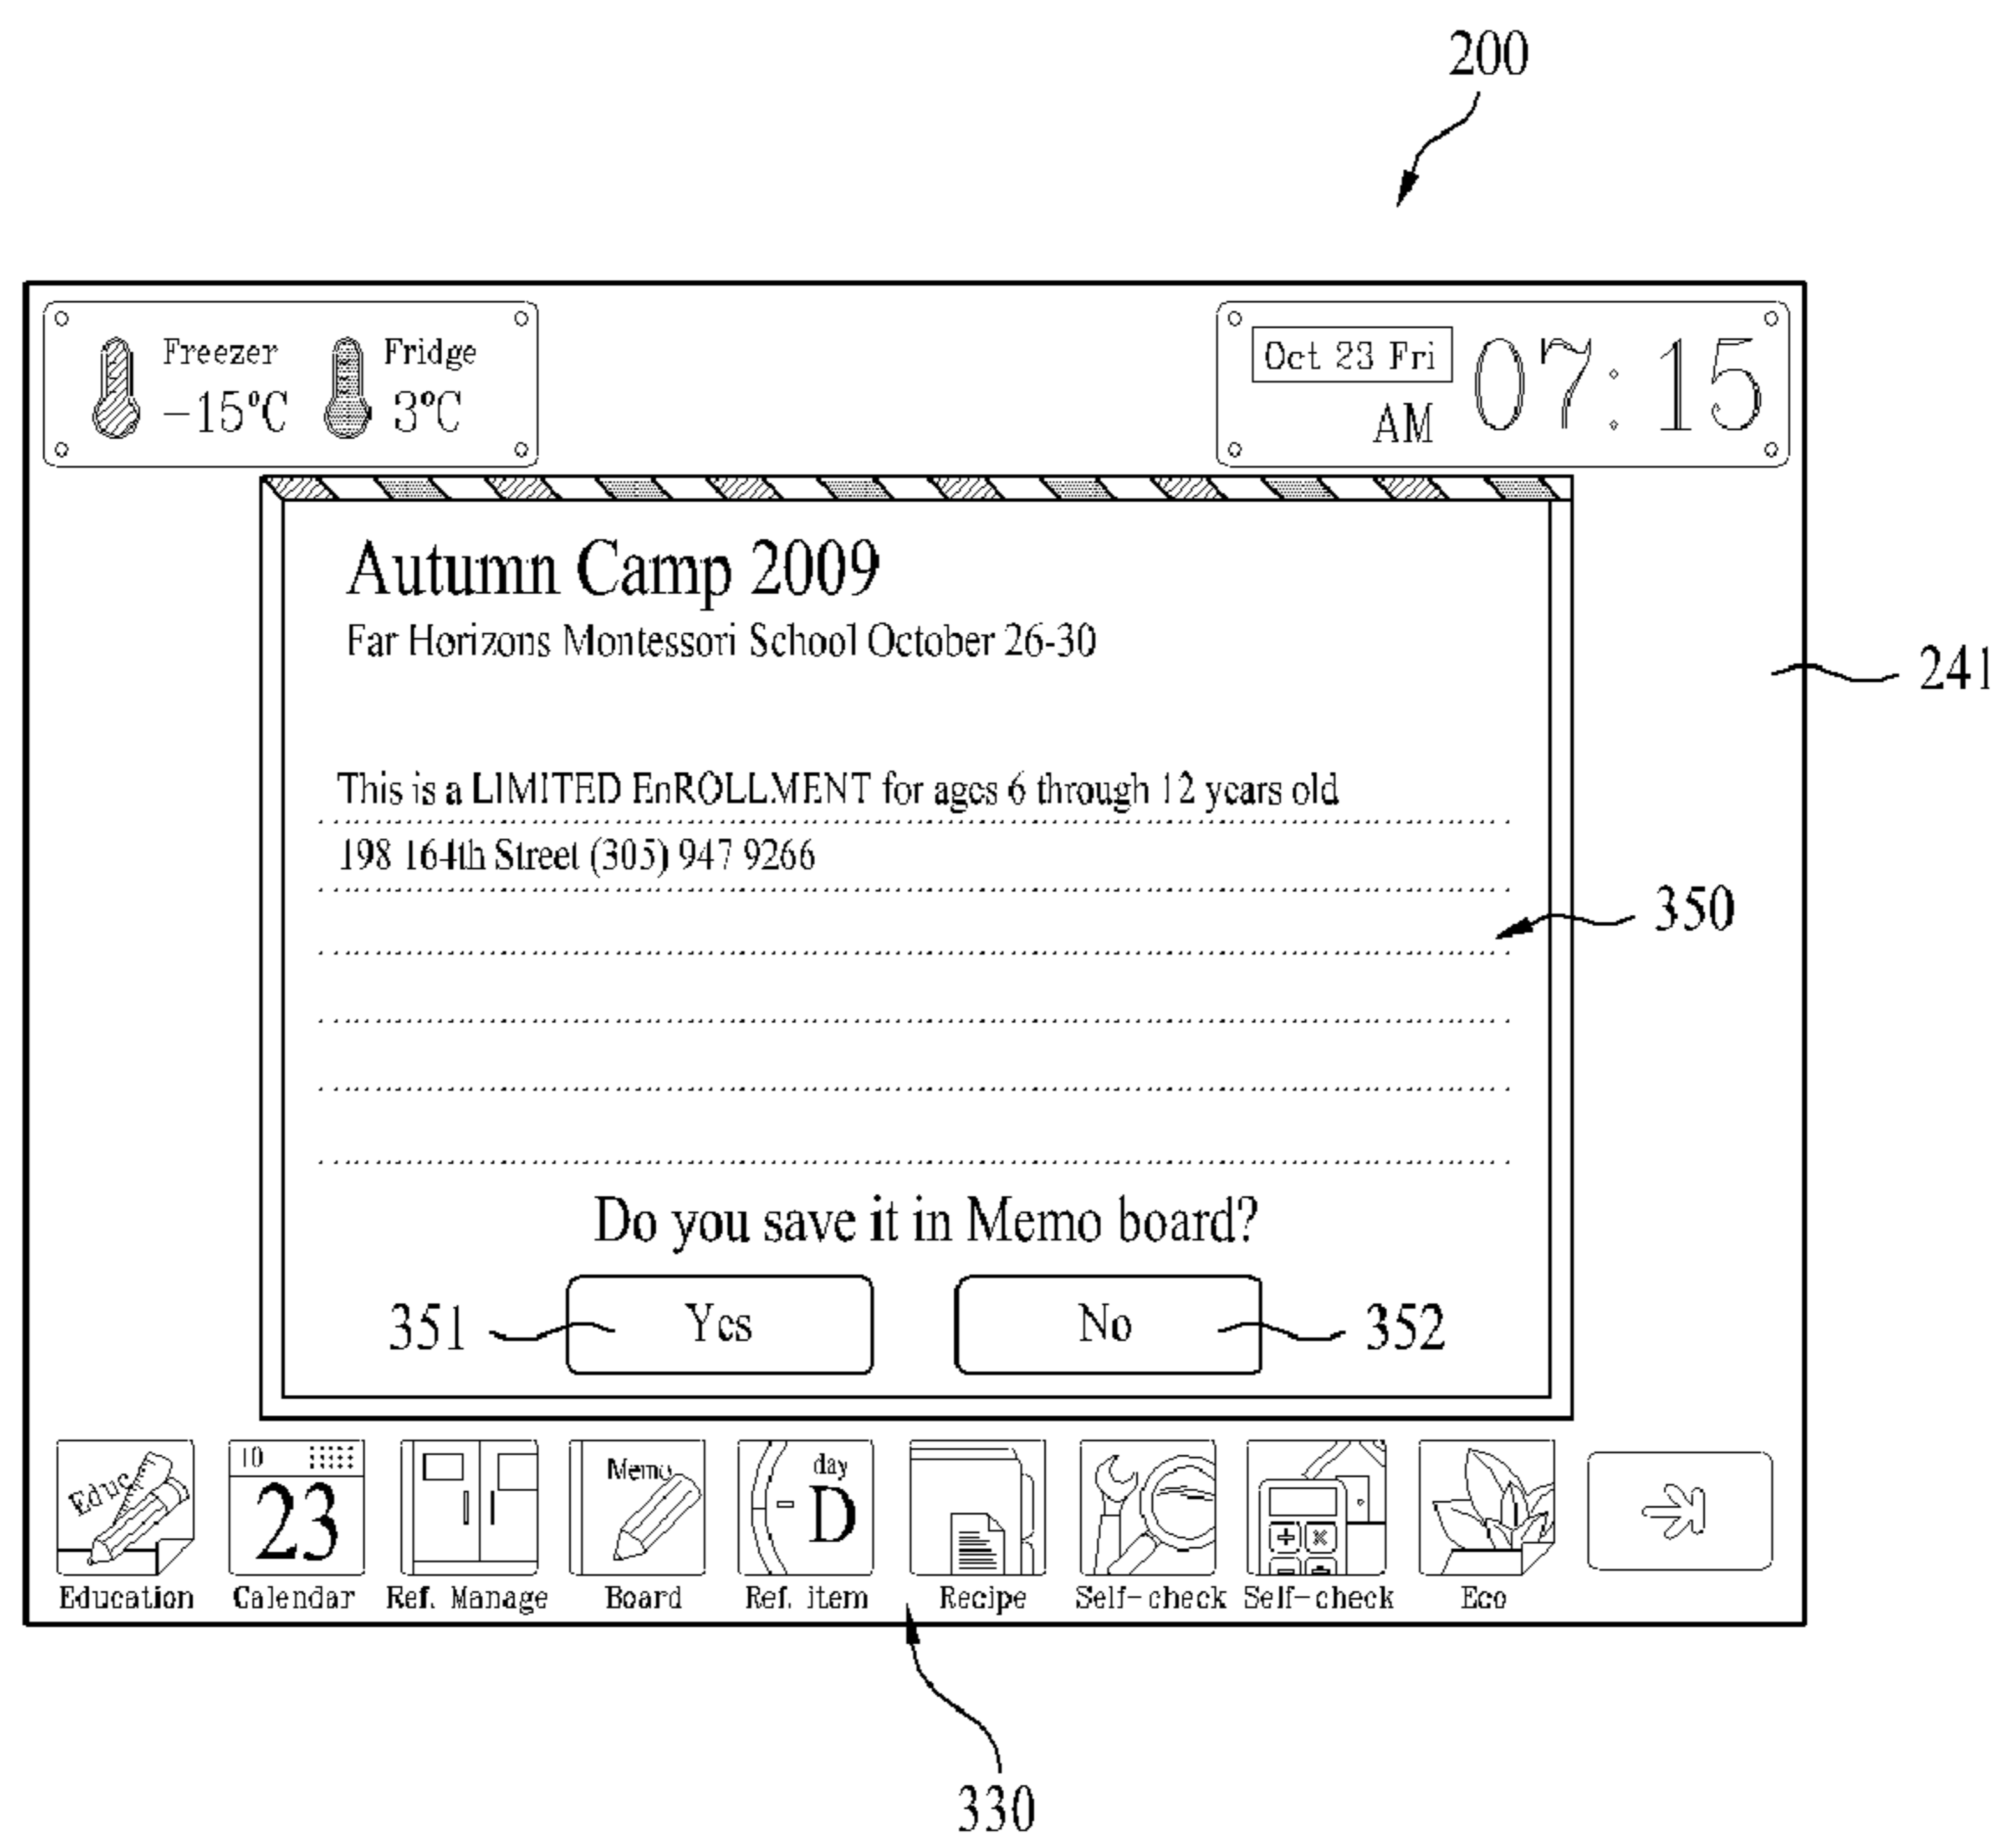 200
Freezer
-15°C
Fridge
3°C
Oct 23 Fri
AM
07:15
Autumn Camp 2009
Far Horizons Montessori School October 26-30
241
This is a LIMITED EnROLLMENT for ages 6 through 12 years old
198 164th Street (305) 947 9266
350
Do you save it in Memo board?
351
Yes
No
352
Educ
10
23
Memo
day
-D
Education
Calendar
Ref. Manage
Board
Ref. item
Recipe
Self-check
Self-check
Eco
330